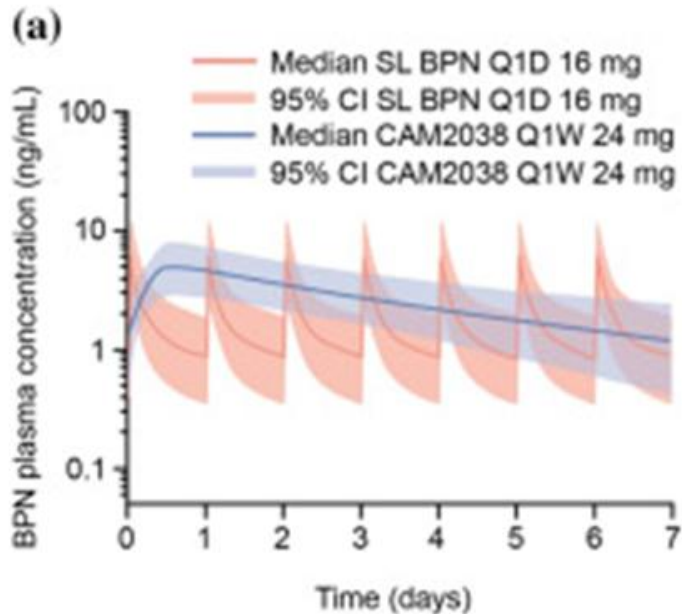 (a)
Median SL BPN Q1D 16 mg
95% CI SL BPN Q1D 16 mg
Median CAM2038 Q1W 24 mg
95% CI CAM2038 Q1W 24 mg
BPN plasma concentration (ng/mL)
100
10
1
0.1
0 1 2 3 4 5 6 7
Time (days)